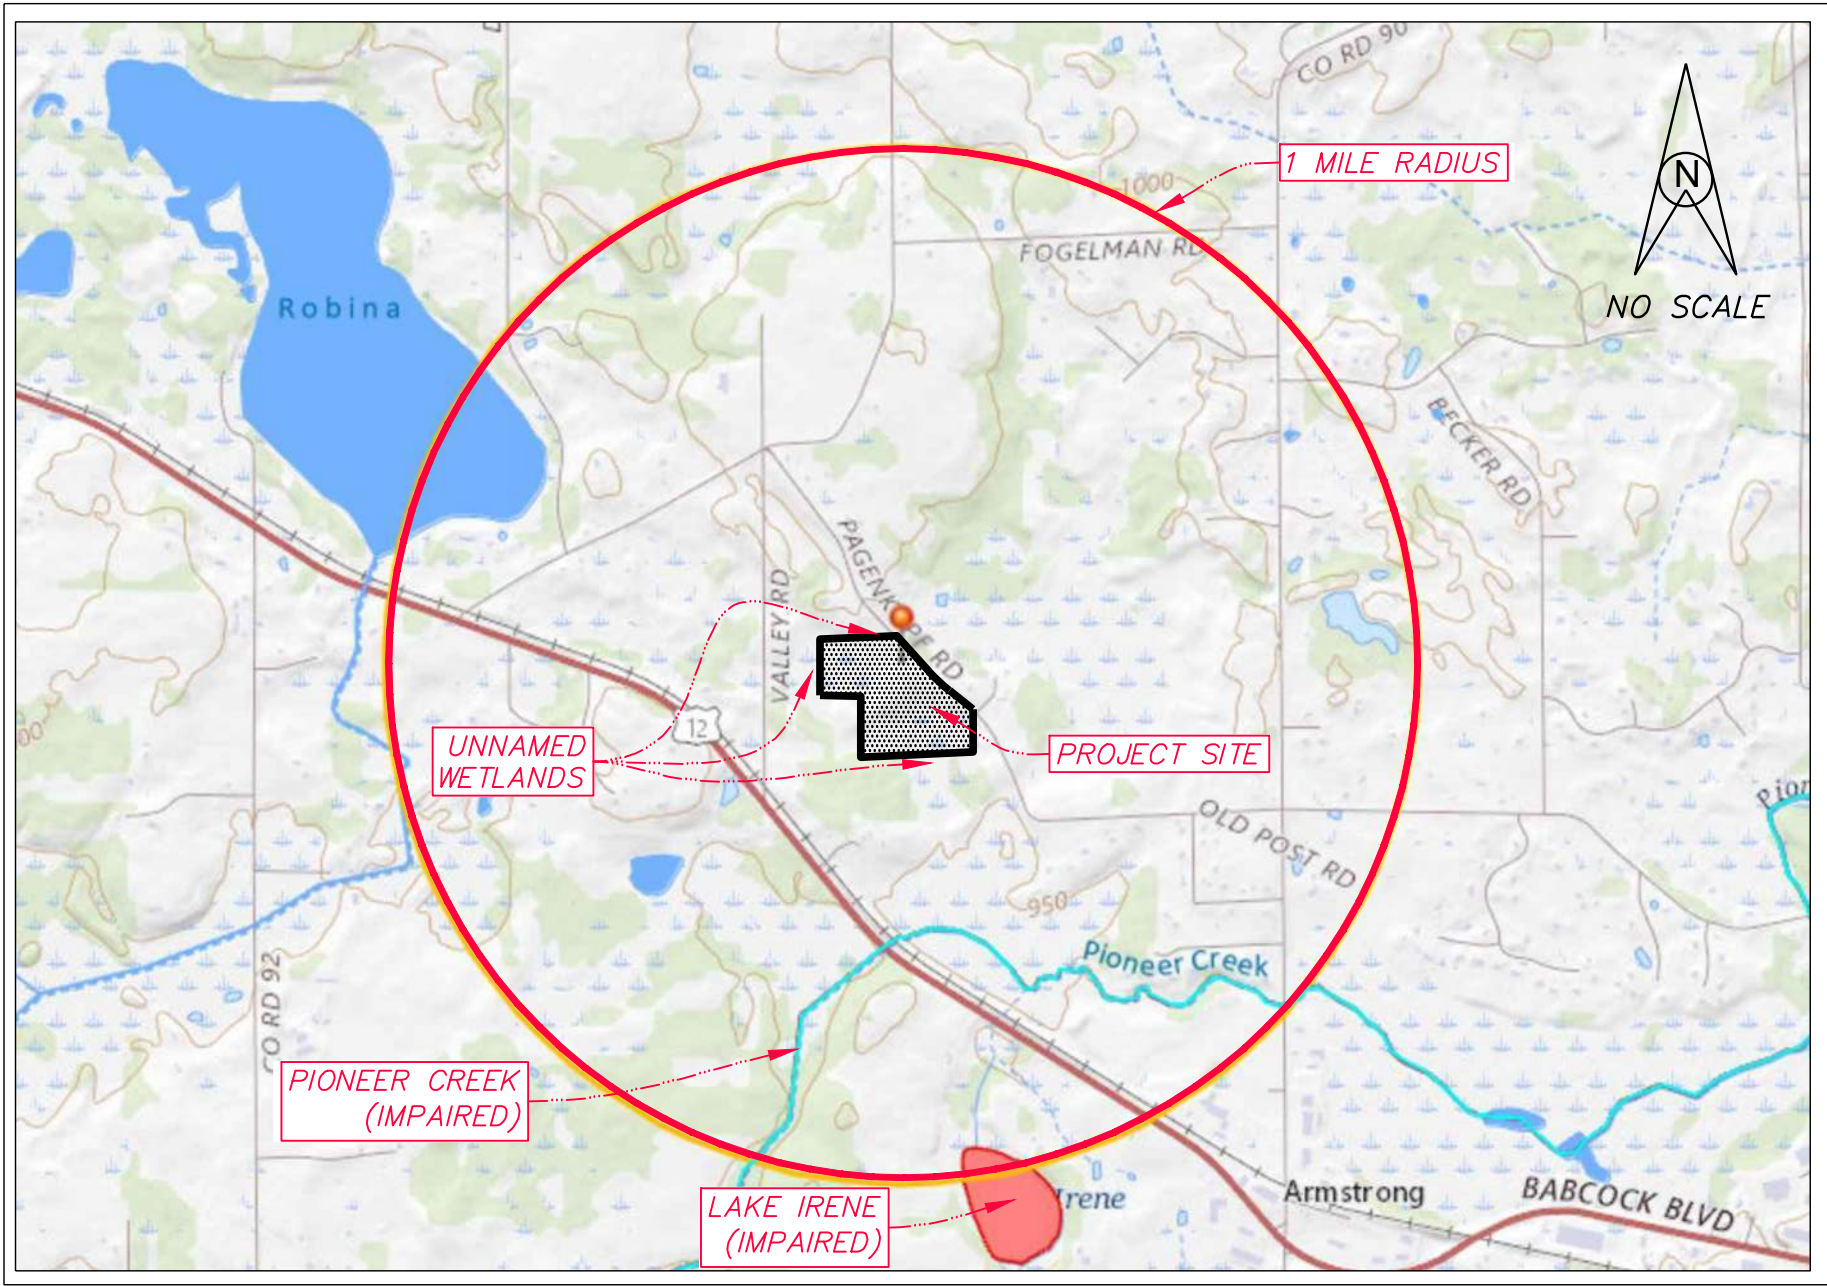 CO RD 90
1 MILE RADIUS
1000
N
FOGELMAN RD
NO SCALE
Robina
BECKER RD
VALLEY RD
12
UNNAMED
WETLANDS
PROJECT SITE
OLD POST RD
950
Pioneer Creek
CO RD 92
PIONEER CREEK
(IMPAIRED)
LAKE IRENE
(IMPAIRED)
Irene
Armstrong
BABCOCK BLVD